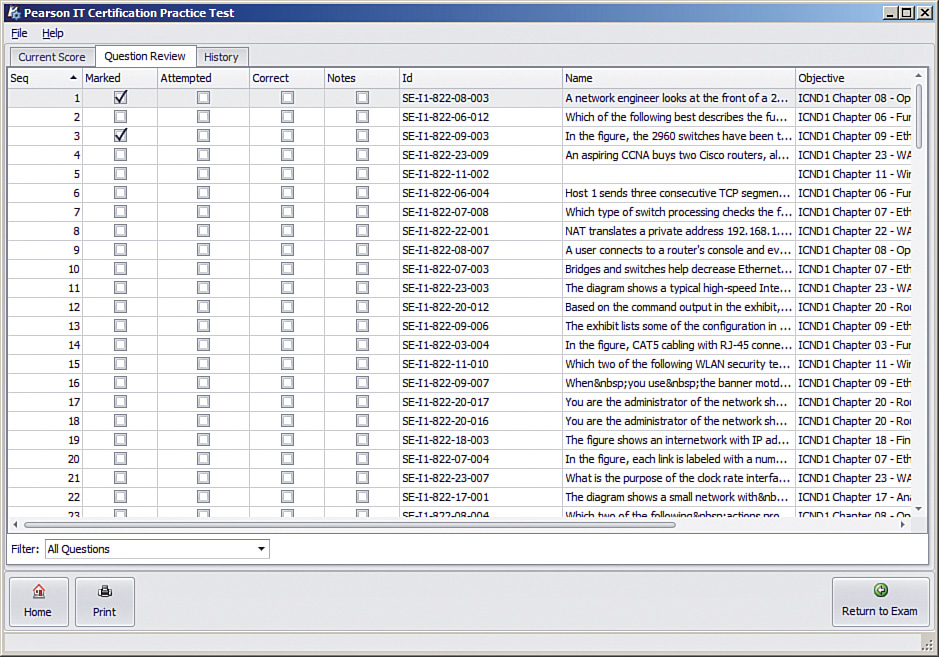 Pearson IT Certification Practice Test
File Help
Current Score Question Review History
Seq Marked Attempted Correct Notes Id Name Objective
1 SE-I1-822-08-003 A network engineer looks at the front of a 2... ICND1 Chapter 08 - Op
2 SE-I1-822-06-012 Which of the following best describes the fu... ICND1 Chapter 06 - Fur
3 SE-I1-822-09-003 In the figure, the 2960 switches have been t... ICND1 Chapter 09 - Eth
4 SE-I1-822-23-009 An aspiring CCNA buys two Cisco routers, al... ICND1 Chapter 23 - WA
5 SE-I1-822-11-002 ICND1 Chapter 11 - Wir
6 SE-I1-822-06-004 Host 1 sends three consecutive TCP segmen... ICND1 Chapter 06 - Fur
7 SE-I1-822-07-008 Which type of switch processing checks the f... ICND1 Chapter 07 - Eth
8 SE-I1-822-22-001 NAT translates a private address 192.168.1.... ICND1 Chapter 22 - WA
9 SE-I1-822-08-007 A user connects to a router's console and ev... ICND1 Chapter 08 - Op
10 SE-I1-822-07-003 Bridges and switches help decrease Ethernet... ICND1 Chapter 07 - Eth
11 SE-I1-822-23-003 The diagram shows a typical high-speed Inte... ICND1 Chapter 23 - WA
12 SE-I1-822-20-012 Based on the command output in the exhibit,... ICND1 Chapter 20 - Rou
13 SE-I1-822-09-006 The exhibit lists some of the configuration in ... ICND1 Chapter 09 - Eth
14 SE-I1-822-03-004 In the figure, CAT5 cabling with RJ-45 conne... ICND1 Chapter 03 - Fur
15 SE-I1-822-11-010 Which two of the following WLAN security te... ICND1 Chapter 11 - Wir
16 SE-I1-822-09-007 When&nbsp;you use&nbsp;the banner motd... ICND1 Chapter 09 - Eth
17 SE-I1-822-20-017 You are the administrator of the network sh... ICND1 Chapter 20 - Rou
18 SE-I1-822-20-016 You are the administrator of the network sh... ICND1 Chapter 20 - Rou
19 SE-I1-822-18-003 The figure shows an internetwork with IP ad... ICND1 Chapter 18 - Fin
20 SE-I1-822-07-004 In the figure, each link is labeled with a num... ICND1 Chapter 07 - Eth
21 SE-I1-822-23-007 What is the purpose of the clock rate interfa... ICND1 Chapter 23 - WA
22 SE-I1-822-17-001 The diagram shows a small network with&nb... ICND1 Chapter 17 - Ana
23 SE-I1-822-08-004 Which two of the following&nbsp;actions pro... ICND1 Chapter 08 - Op
Filter: All Questions
Home Print Return to Exam